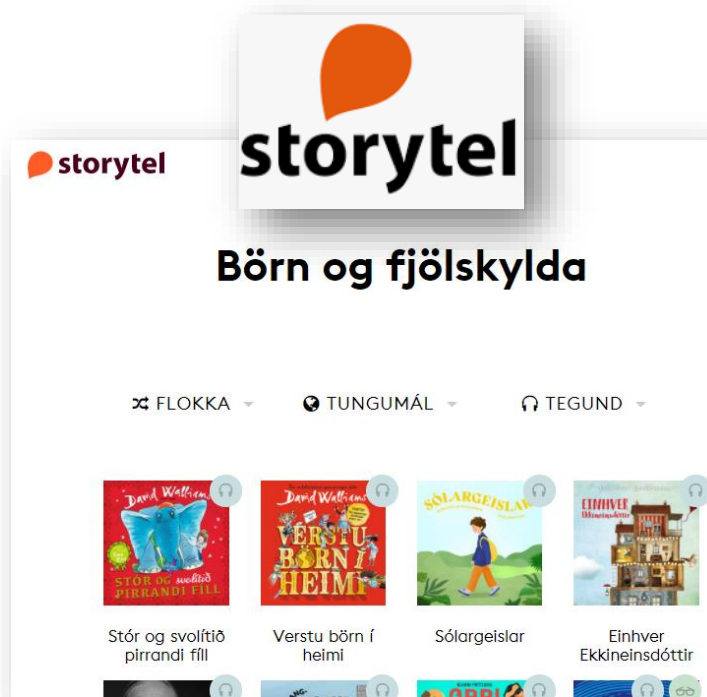 storytel
storytel
Börn og fjölskylda
FLOKKA
TUNGUMÁL
TEGUND
David Walliams
STÓR OG svolítið
PIRRANDI FÍLL
David Walliams
VERSTU
BÖRN Í
HEIMI
SÓLARGEISLAR
EINHVER
Ekkineinsdóttir
Stór og svolítið
pirrandi fíll
Verstu börn í
heimi
Sólargeislar
Einhver
Ekkineinsdóttir